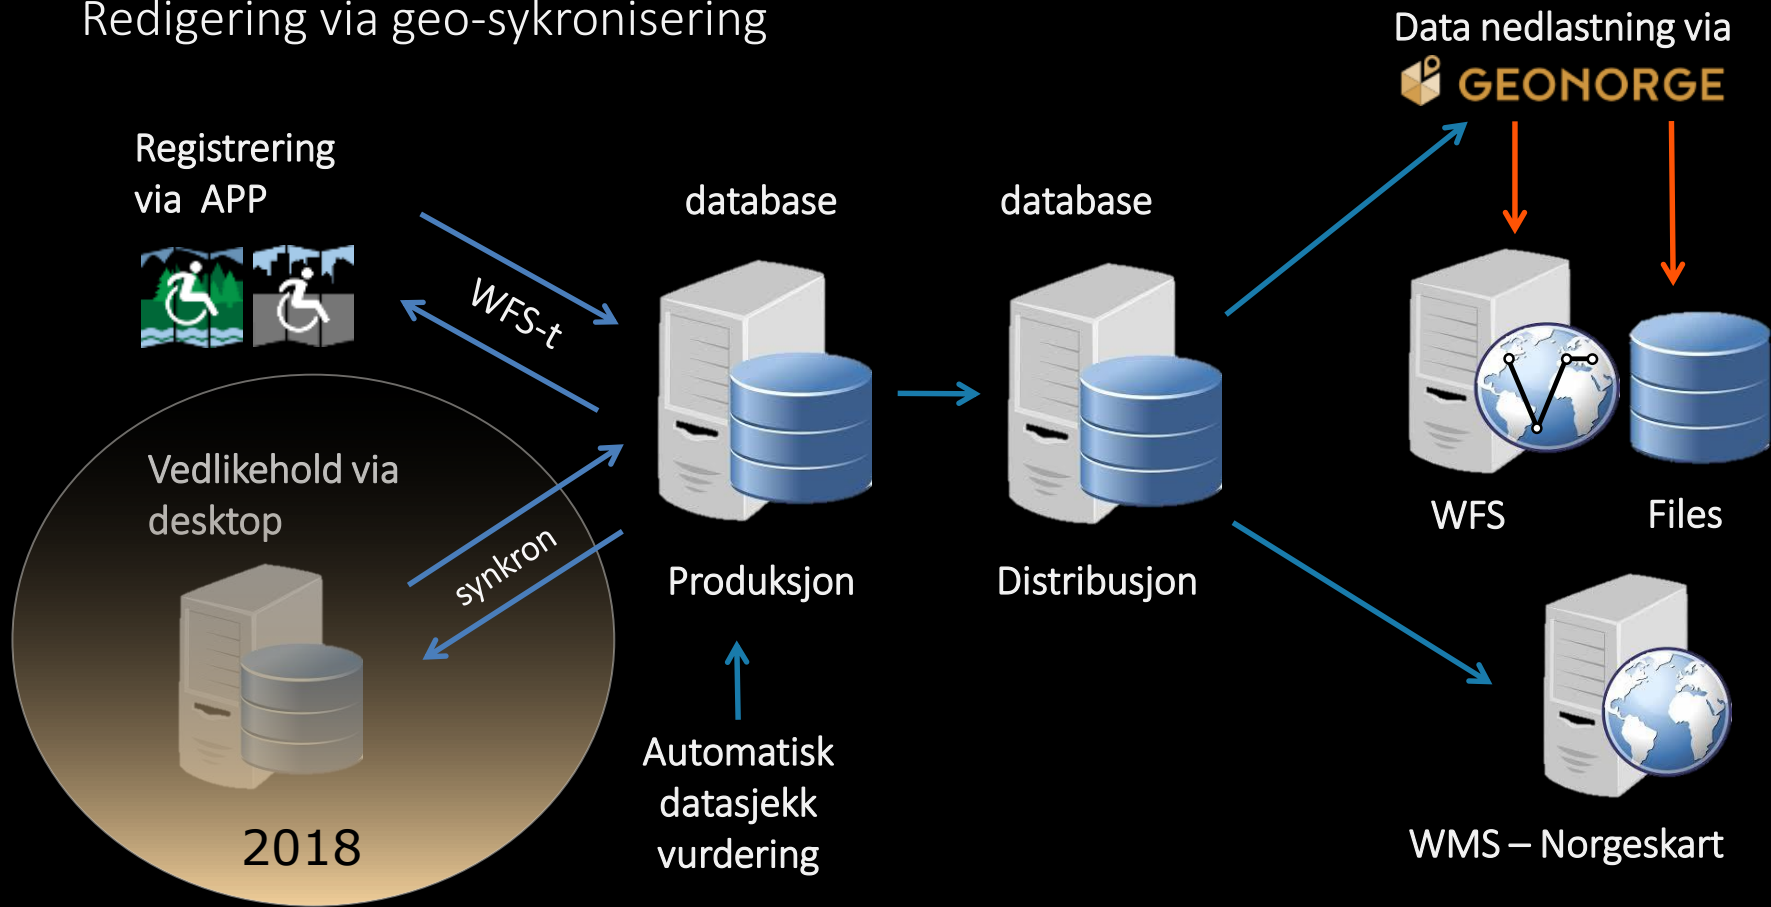 Redigering via geo-sykronisering
Data nedlastning via
GEONORGE
Registrering
via APP
database
database
WFS-t
Vedlikehold via
desktop
synkron
2018
Produksjon
Distribusjon
Automatisk
datasjekk
vurdering
WFS
Files
WMS – Norgeskart